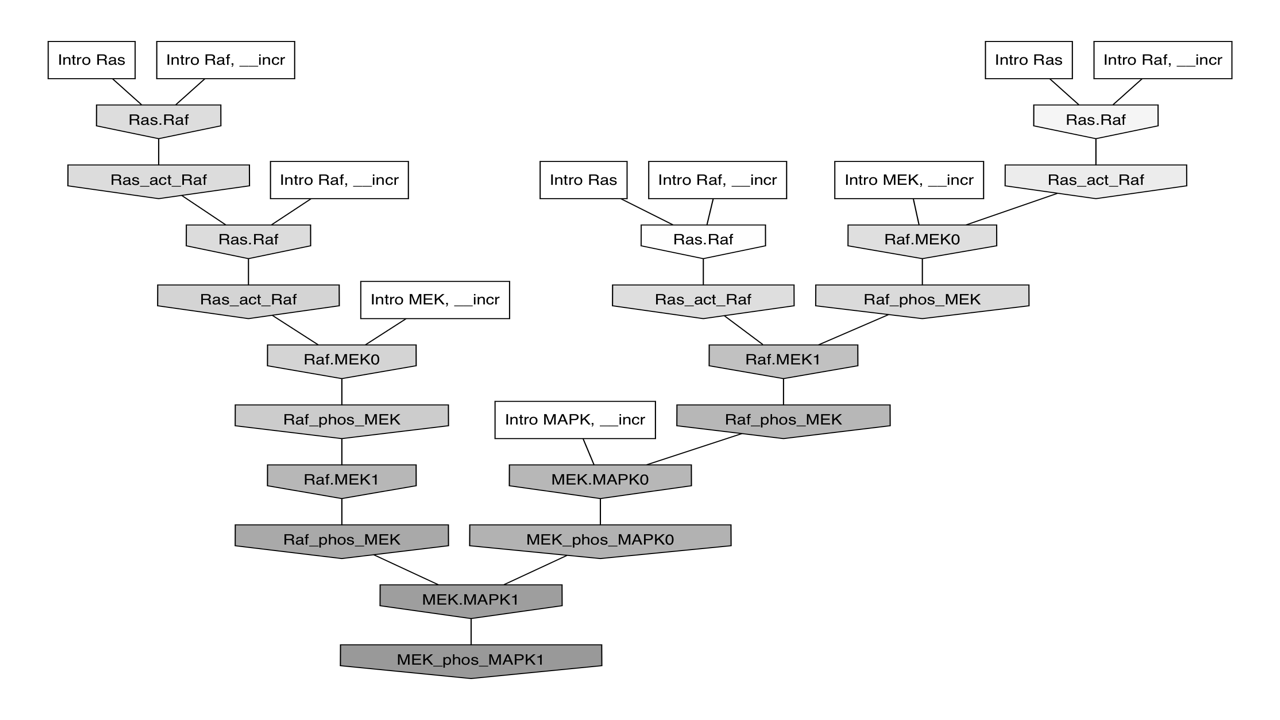 Intro Ras
Intro Raf, __incr
Intro Ras
Intro Raf, __incr
Ras.Raf
Ras.Raf
Ras_act_Raf
Intro Raf, __incr
Intro Ras
Intro Raf, __incr
Intro MEK, __incr
Ras_act_Raf
Ras.Raf
Ras.Raf
Raf.MEK0
Ras_act_Raf
Intro MEK, __incr
Ras_act_Raf
Raf_phos_MEK
Raf.MEK0
Raf.MEK1
Raf_phos_MEK
Intro MAPK, __incr
Raf_phos_MEK
Raf.MEK1
MEK.MAPK0
Raf_phos_MEK
MEK_phos_MAPK0
MEK.MAPK1
MEK_phos_MAPK1